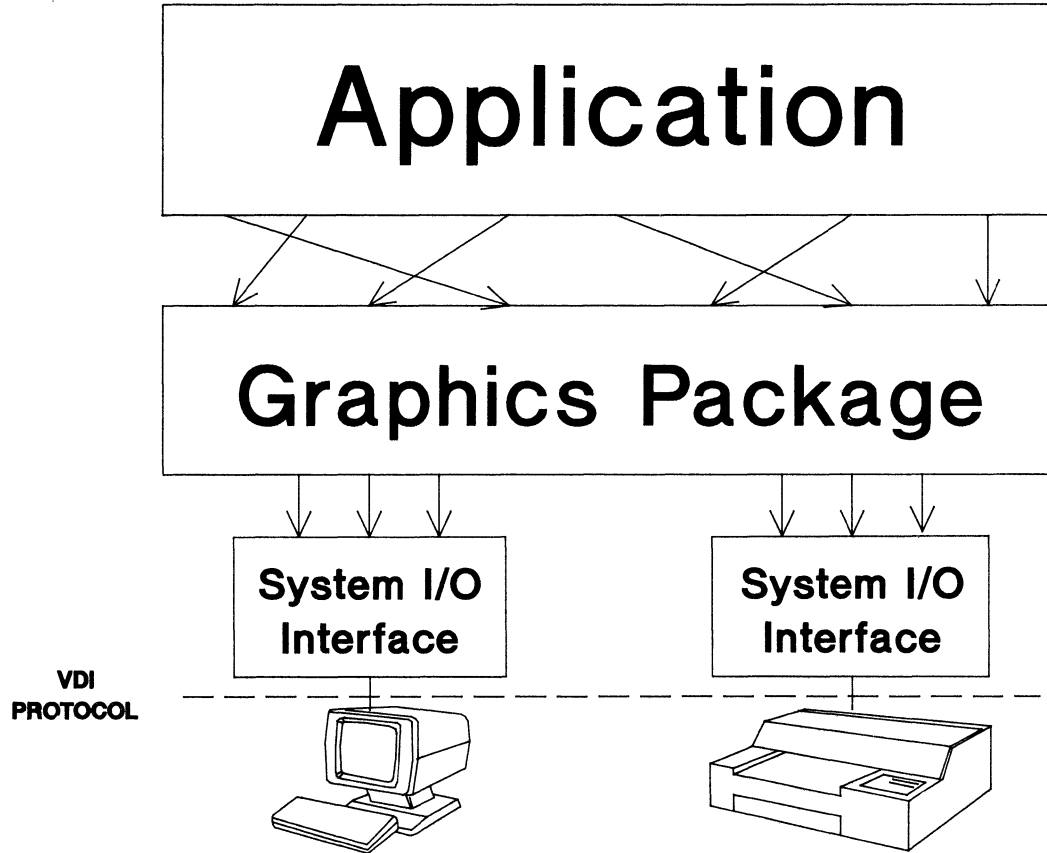 Application
Graphics Package
System I/O
Interface
System I/O
Interface
VDI
PROTOCOL